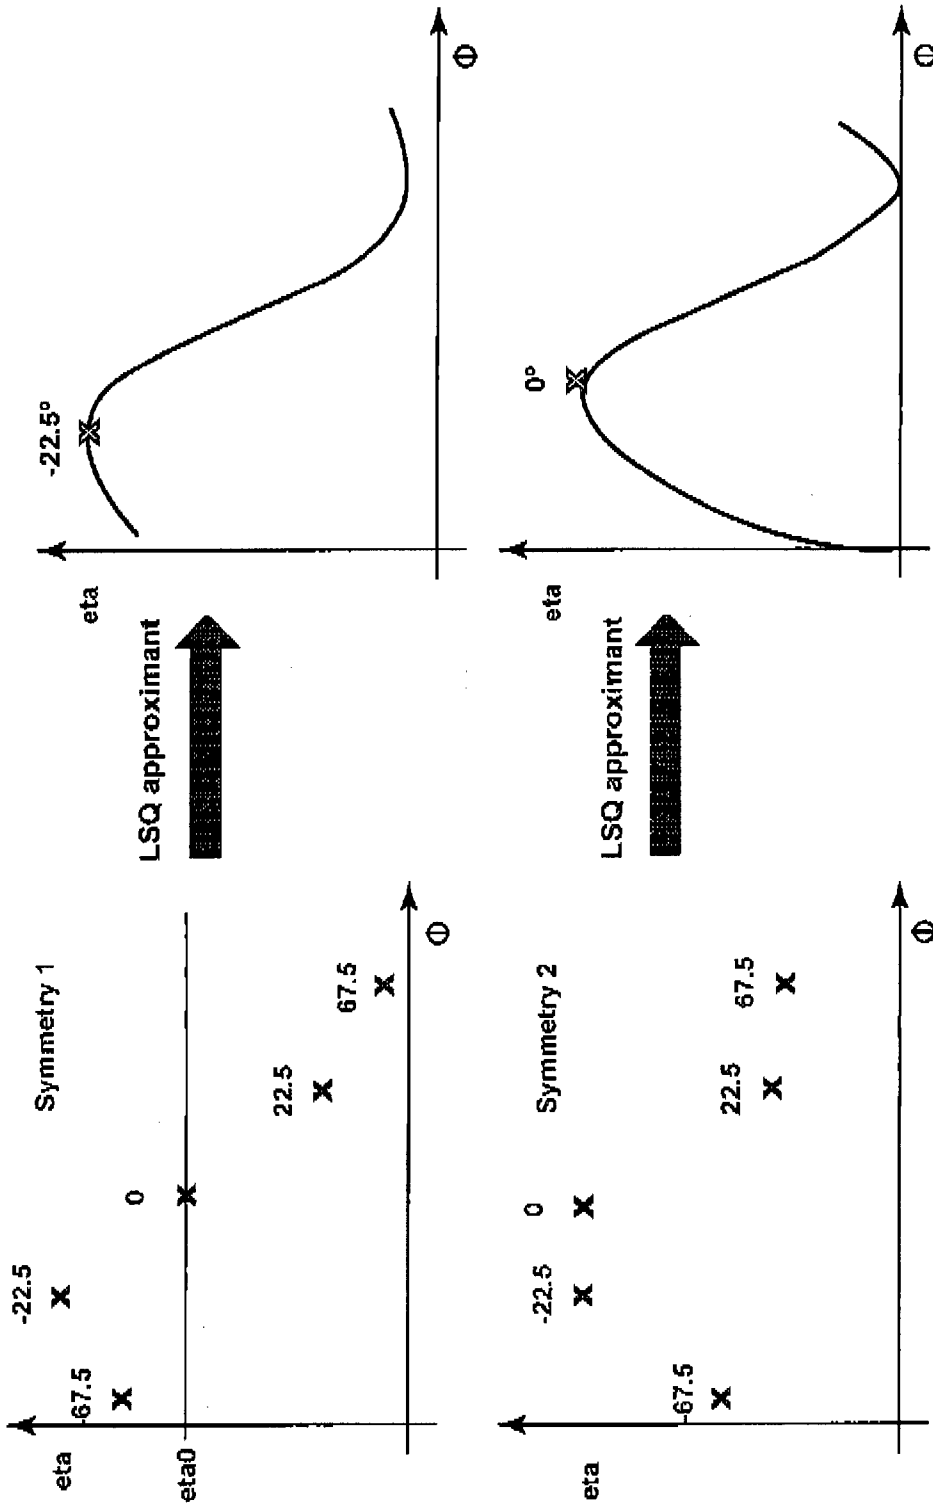 Symmetry 1
eta
-67.5
-22.5
0
eta0
22.5
67.5
Φ
LSQ approximant
eta
-22.5°
Φ
Symmetry 2
eta
-67.5
-22.5
0
22.5
67.5
Φ
LSQ approximant
eta
0°
Φ